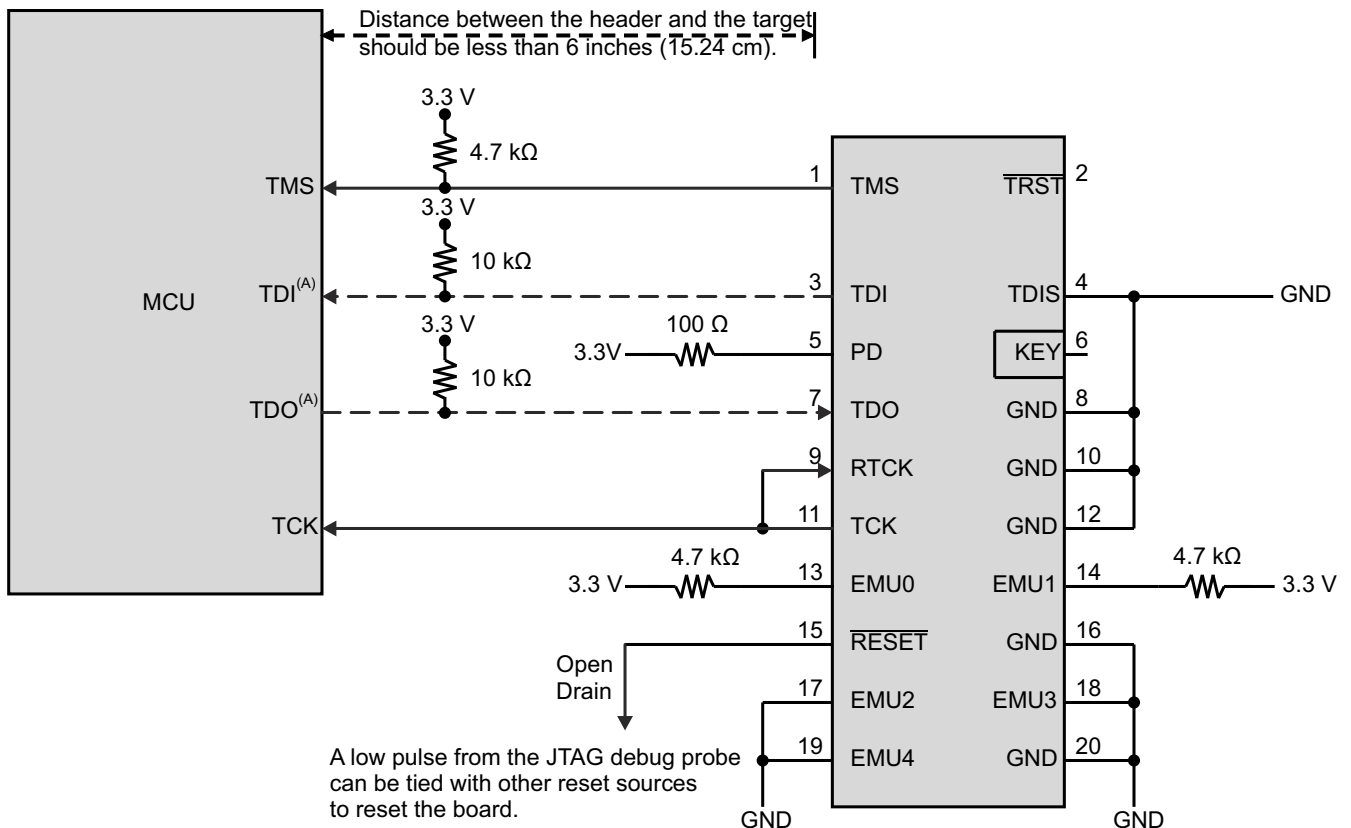 Distance between the header and the target
should be less than 6 inches (15.24 cm).
3.3 V
4.7 kΩ
TMS
1
TMS
TRST
2
3.3 V
10 kΩ
MCU
TDI(A)
3
TDI
TDIS
4
GND
3.3 V
10 kΩ
3.3V
100 Ω
5
PD
KEY
6
TDO(A)
7
TDO
GND
8
9
RTCK
GND
10
TCK
11
TCK
GND
12
3.3 V
4.7 kΩ
13
EMU0
EMU1
14
4.7 kΩ
3.3 V
15
RESET
GND
16
Open
Drain
17
EMU2
EMU3
18
19
EMU4
GND
20
A low pulse from the JTAG debug probe
can be tied with other reset sources
to reset the board.
GND
GND